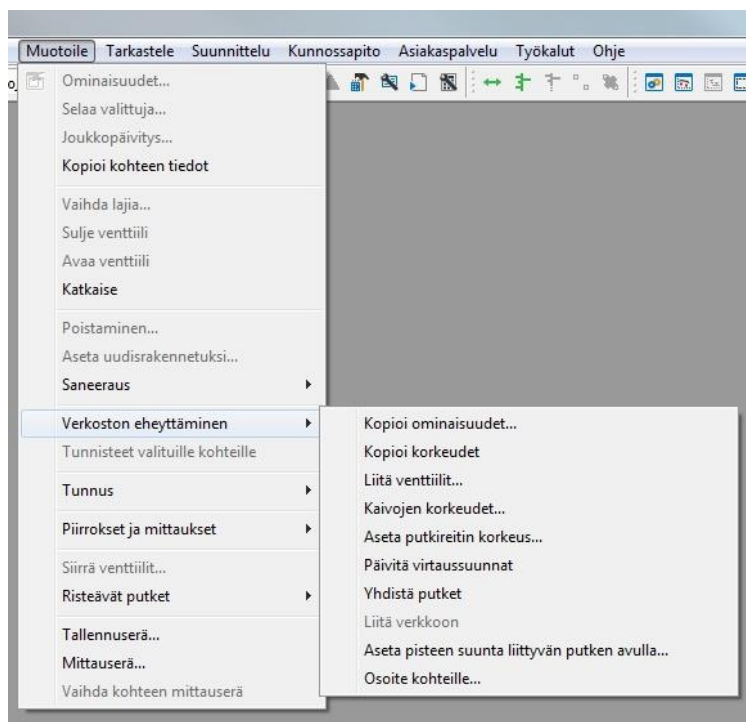 Muotoile Tarkastele Suunnittelu Kunnossapito Asiakaspalvelu Työkalut Ohje
Ominaisuudet...
Selaa valittuja...
Joukkopäivitys...
Kopioi kohteen tiedot
Vaihda lajia...
Sulje venttiili
Avaa venttiili
Katkaise
Poistaminen...
Aseta uudisrakennetuksi...
Saneeraus
Verkoston eheyttäminen
Tunnisteet valituille kohteille
Tunnus
Piirrokset ja mittaukset
Siirrä venttiilit...
Risteävät putket
Tallennuserä...
Mittauserä...
Vaihda kohteen mittauserä
Kopioi ominaisuudet...
Kopioi korkeudet
Liitä venttiilit...
Kaivojen korkeudet...
Aseta putkireitin korkeus...
Päivitä virtaussuunnat
Yhdistä putket
Liitä verkkoon
Aseta pisteen suunta liittyvän putken avulla...
Osoite kohteille...